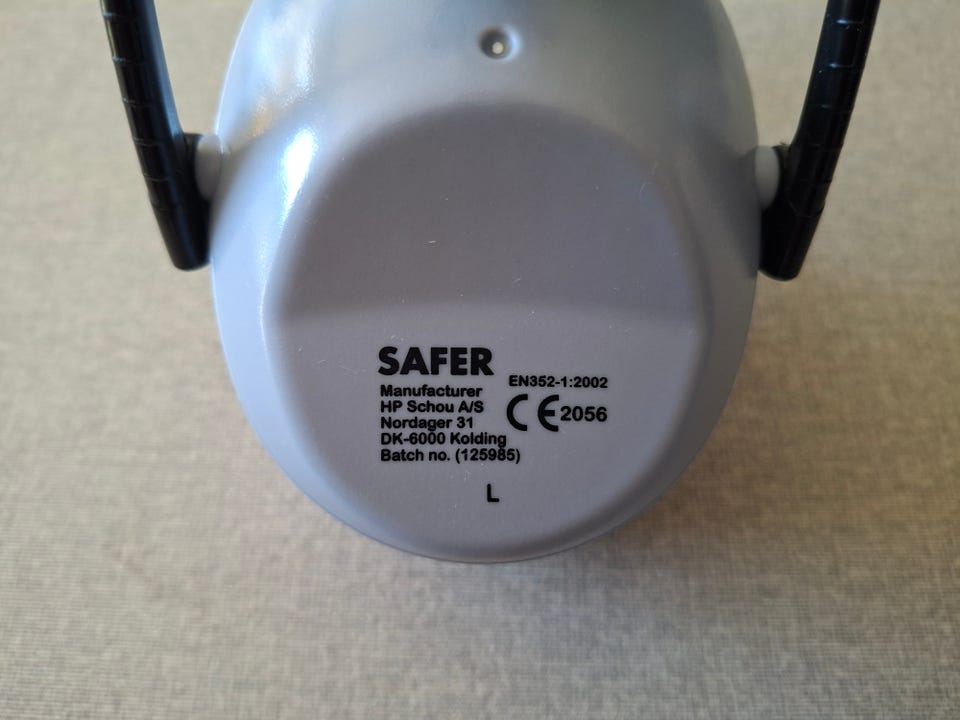 SAFER
Manufacturer
HP Schou A/S
Nordager 31
DK-6000 Kolding
Batch no. (125985)
EN352-1:2002
CE 2056
L